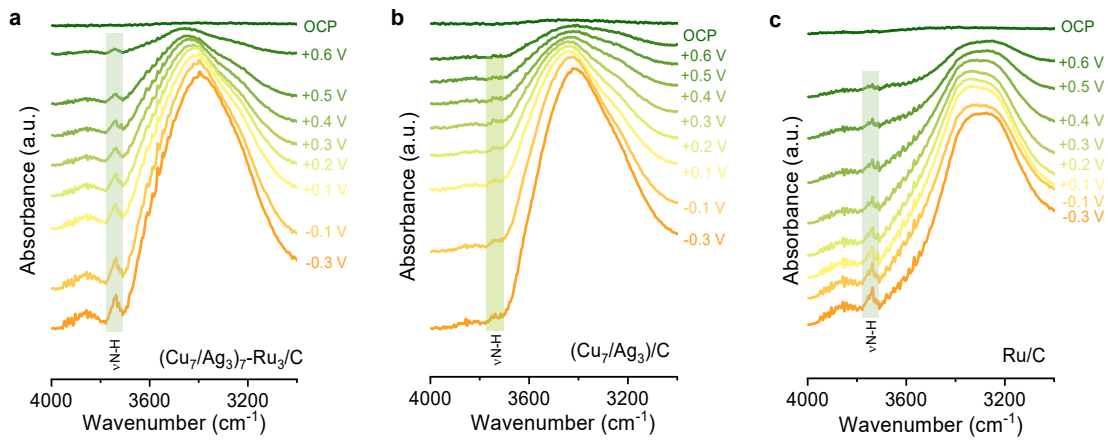 a
Absorbance (a.u.)
OCP
+0.6 V
+0.5 V
+0.4 V
+0.3 V
+0.2 V
+0.1 V
-0.1 V
-0.3 V
νN-H
(Cu₇/Ag₃)₇-Ru₃/C
4000 3600 3200
Wavenumber (cm⁻¹)
b
Absorbance (a.u.)
OCP
+0.6 V
+0.5 V
+0.4 V
+0.3 V
+0.2 V
+0.1 V
-0.1 V
-0.3 V
νN-H
(Cu₇/Ag₃)/C
4000 3600 3200
Wavenumber (cm⁻¹)
c
Absorbance (a.u.)
OCP
+0.6 V
+0.5 V
+0.4 V
+0.3 V
+0.2 V
+0.1 V
-0.1 V
-0.3 V
νN-H
Ru/C
4000 3600 3200
Wavenumber (cm⁻¹)